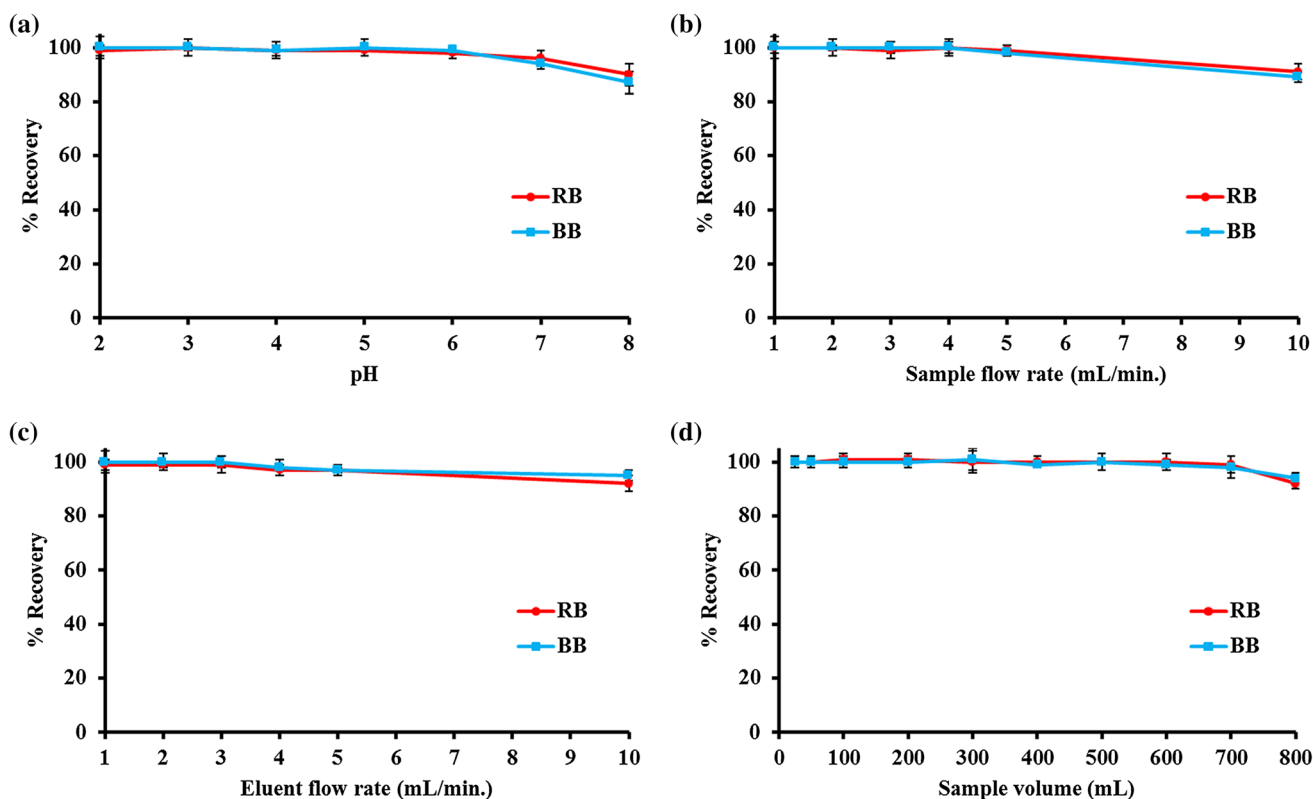 (a)
% Recovery
100
80
60
40
20
0
2 3 4 5 6 7 8
pH
RB
BB
(b)
% Recovery
100
80
60
40
20
0
1 2 3 4 5 6 7 8 9 10
Sample flow rate (mL/min.)
RB
BB
(c)
% Recovery
100
80
60
40
20
0
1 2 3 4 5 6 7 8 9 10
Eluent flow rate (mL/min.)
RB
BB
(d)
% Recovery
100
80
60
40
20
0
0 100 200 300 400 500 600 700 800
Sample volume (mL)
RB
BB